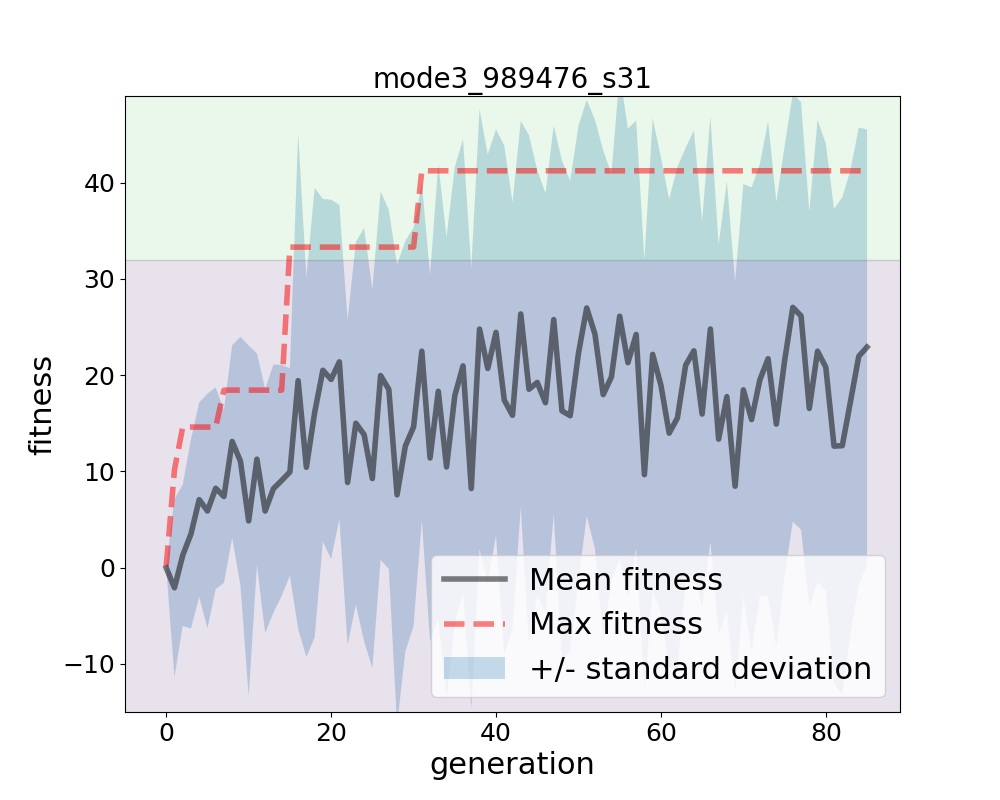 mode3_989476_s31
fitness
40
30
20
10
0
−10
Mean fitness
Max fitness
+/- standard deviation
0 20 40 60 80
generation